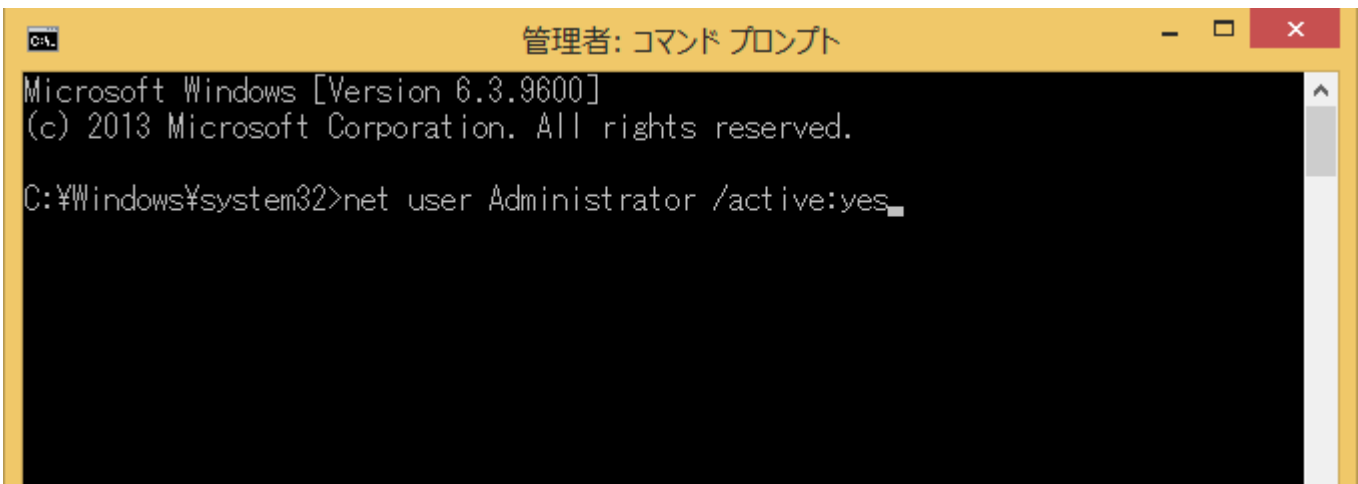 管理者: コマンド プロンプト
Microsoft Windows [Version 6.3.9600]
(c) 2013 Microsoft Corporation. All rights reserved.
C:¥Windows¥system32>net user Administrator /active:yes